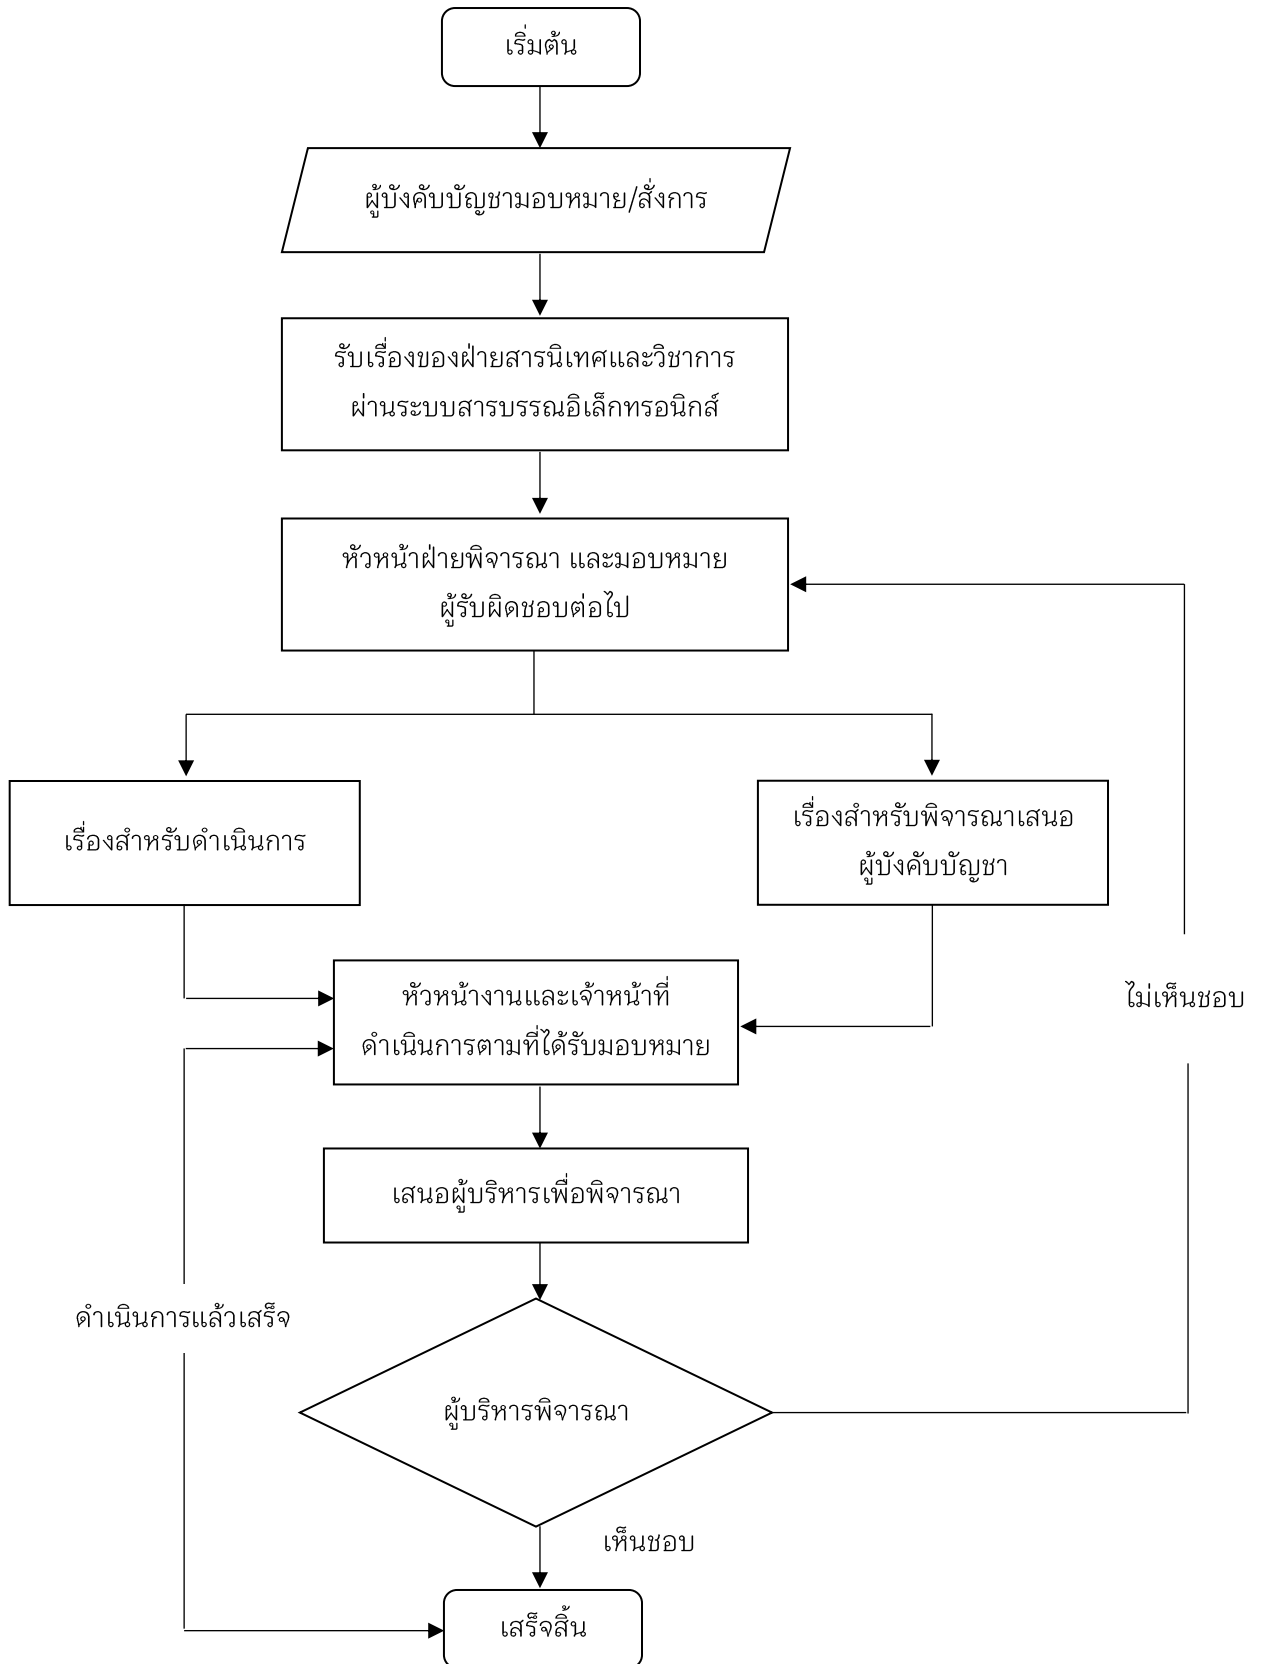 เริ่มต้น
ผู้บังคับบัญชามอบหมาย/สั่งการ
รับเรื่องของฝ่ายสารนิเทศและวิชาการ
ผ่านระบบสารบรรณอิเล็กทรอนิกส์
หัวหน้าฝ่ายพิจารณา และมอบหมาย
ผู้รับผิดชอบต่อไป
เรื่องสำหรับดำเนินการ
เรื่องสำหรับพิจารณาเสนอ
ผู้บังคับบัญชา
หัวหน้างานและเจ้าหน้าที่
ดำเนินการตามที่ได้รับมอบหมาย
ไม่เห็นชอบ
เสนอผู้บริหารเพื่อพิจารณา
ดำเนินการแล้วเสร็จ
ผู้บริหารพิจารณา
เห็นชอบ
เสร็จสิ้น